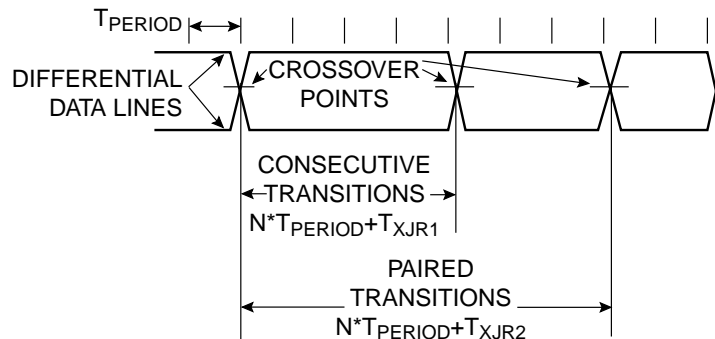 TPERIOD
DIFFERENTIAL
DATA LINES
CROSSOVER
POINTS
CONSECUTIVE
TRANSITIONS
N*TPERIOD+TXJR1
PAIRED
TRANSITIONS
N*TPERIOD+TXJR2